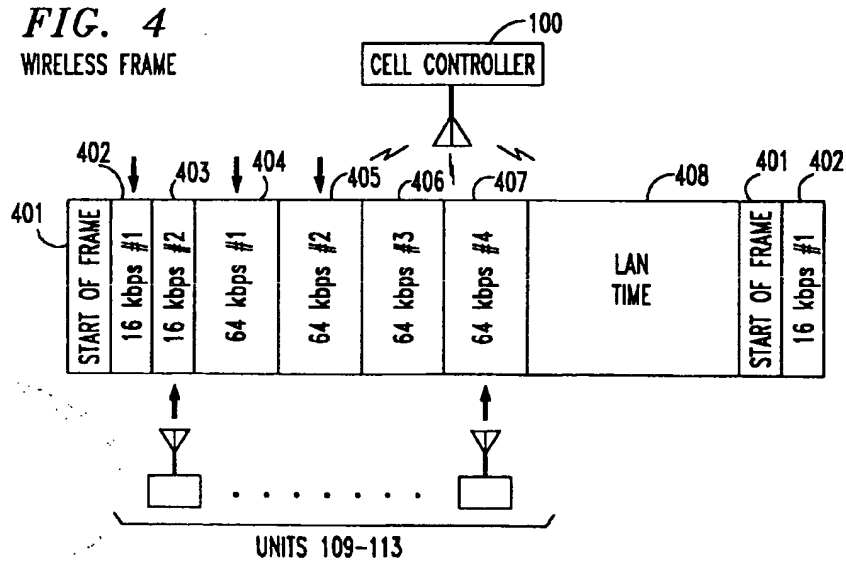 FIG. 4
WIRELESS FRAME
100
CELL CONTROLLER
402
403
404
405
406
407
408
401
402
401
START OF FRAME
16 kbps #1
16 kbps #2
64 kbps #1
64 kbps #2
64 kbps #3
64 kbps #4
LAN
TIME
START OF FRAME
16 kbps #1
UNITS 109-113